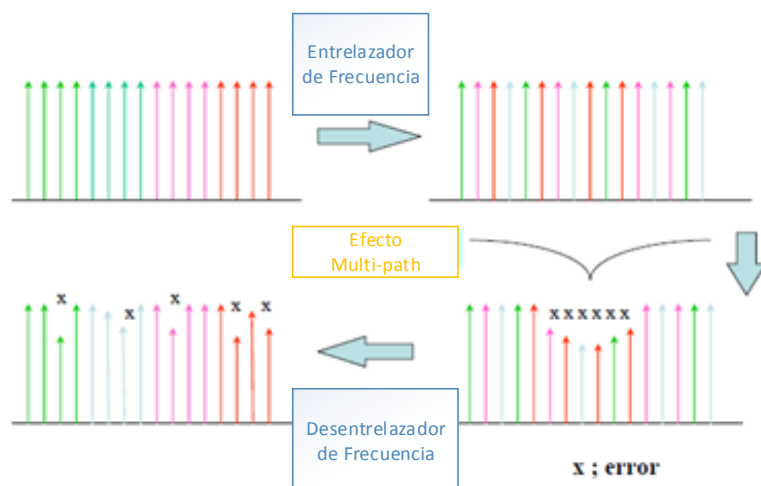 Entrelazador
de Frecuencia
Efecto
Multi-path
x x x x x
x x x x x x
Desentrelazador
de Frecuencia
x ; error